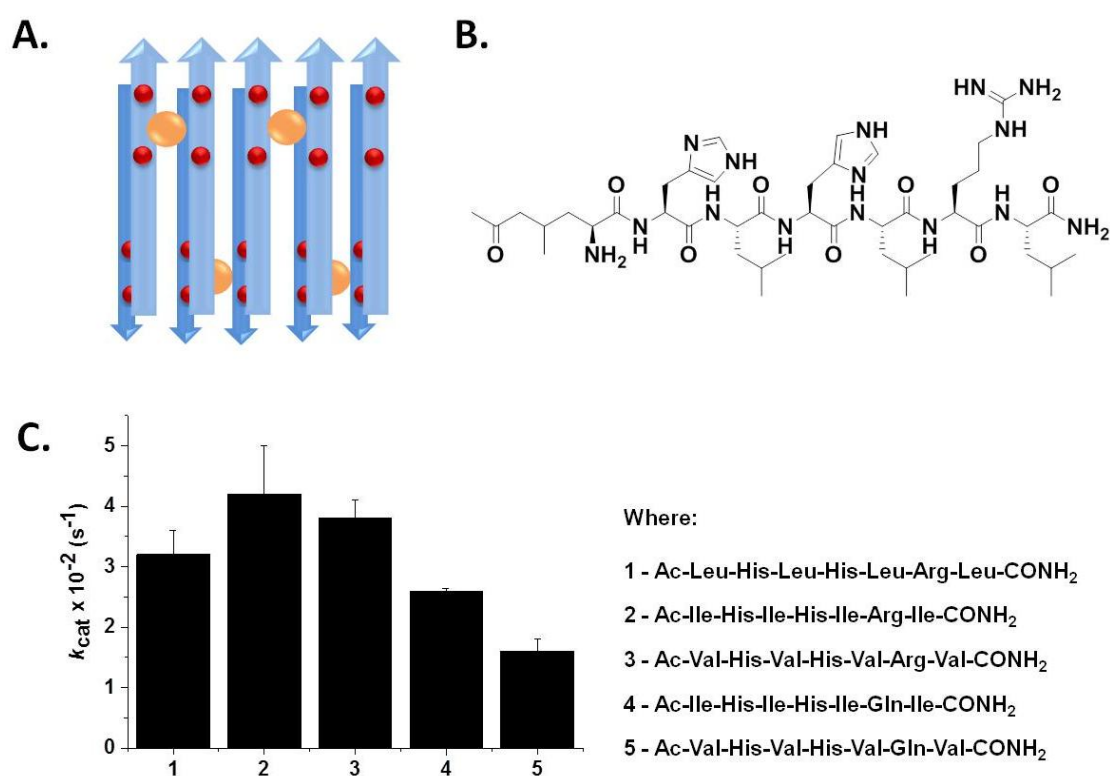 A.
B.
HN NH₂
N NH NH
NH N
O H O H O H O
N N N N N N NH₂
O NH₂ H O H O H O
C.
5
4
3
2
1
0
k_cat x 10⁻² (s⁻¹)
1 2 3 4 5
Where:
1 - Ac-Leu-His-Leu-His-Leu-Arg-Leu-CONH₂
2 - Ac-Ile-His-Ile-His-Ile-Arg-Ile-CONH₂
3 - Ac-Val-His-Val-His-Val-Arg-Val-CONH₂
4 - Ac-Ile-His-Ile-His-Ile-Gln-Ile-CONH₂
5 - Ac-Val-His-Val-His-Val-Gln-Val-CONH₂